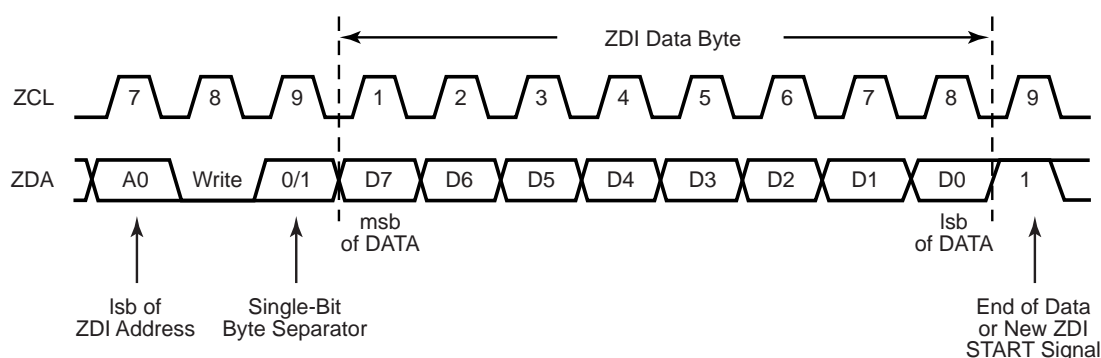 ZDI Data Byte
ZCL 7 8 9 1 2 3 4 5 6 7 8 9
ZDA A0 Write 0/1 D7 D6 D5 D4 D3 D2 D1 D0 1
msb
of DATA
lsb
of DATA
lsb of
ZDI Address
Single-Bit
Byte Separator
End of Data
or New ZDI
START Signal